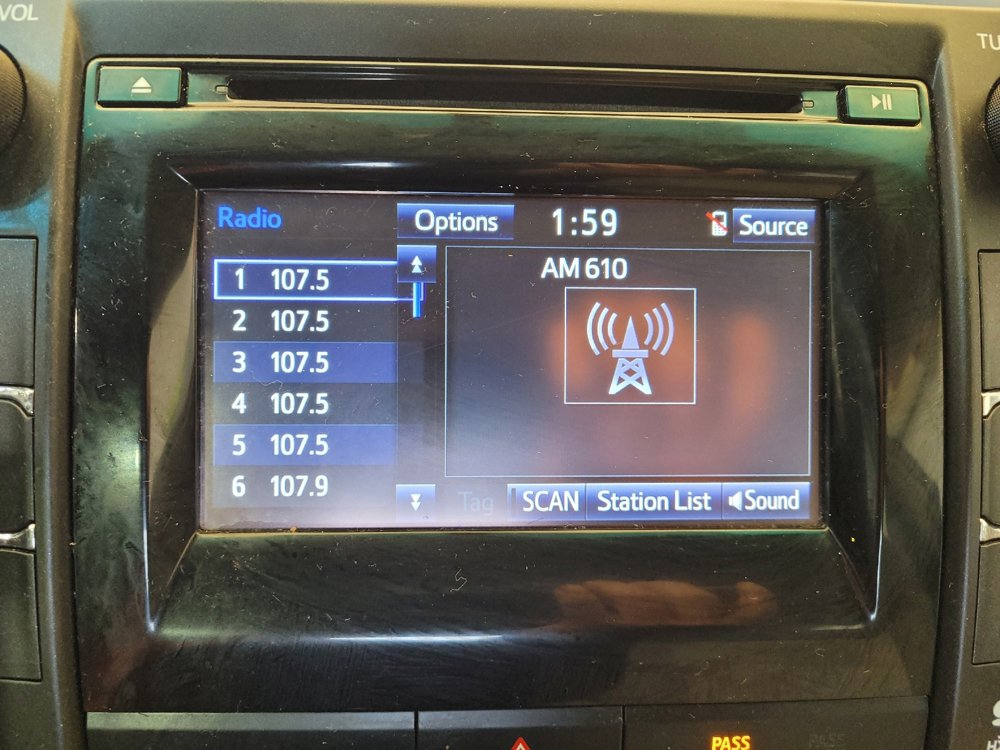 VOL
TU
Radio
Options
1:59
Source
AM 610
1 107.5
2 107.5
3 107.5
4 107.5
5 107.5
6 107.9
Tag
SCAN
Station List
Sound
PASS
PASS